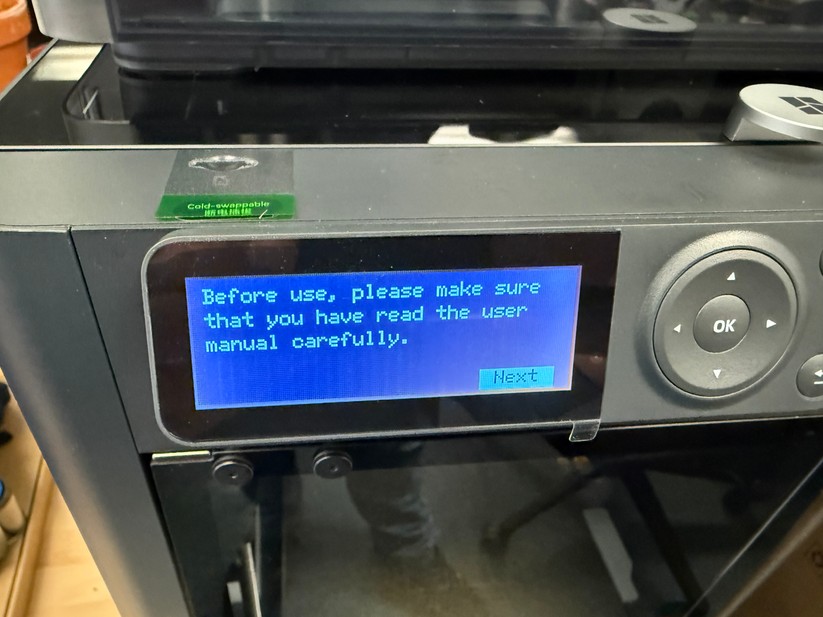 Cold-swappable
断电插拔
Before use, please make sure
that you have read the user
manual carefully.
Next
OK